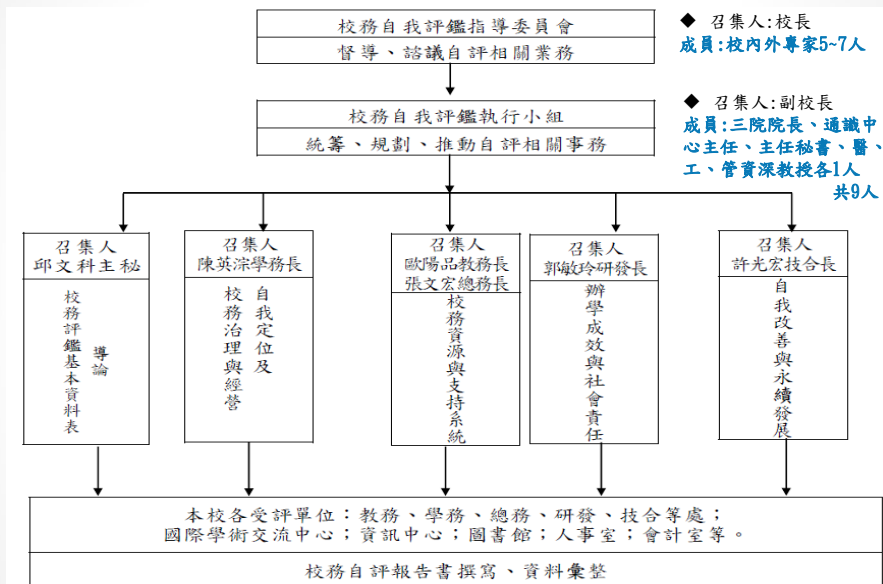 校務自我評鑑指導委員會
督導、諮議自評相關業務
◆ 召集人:校長
成員:校內外專家5~7人
校務自我評鑑執行小組
統籌、規劃、推動自評相關事務
◆ 召集人:副校長
成員:三院院長、通識中
心主任、主任秘書、醫、
工、管資深教授各1人
共9人
召集人
邱文科主秘
導論
校務評鑑基本資料表
召集人
陳英淙學務長
自我定位及
校務治理與經營
召集人
歐陽品教務長
張文宏總務長
校務資源與支持系統
召集人
郭敏玲研發長
辦學成效與社會責任
召集人
許光宏技合長
自我改善與永續發展
本校各受評單位：教務、學務、總務、研發、技合等處；
國際學術交流中心；資訊中心；圖書館；人事室；會計室等。
校務自評報告書撰寫、資料彙整